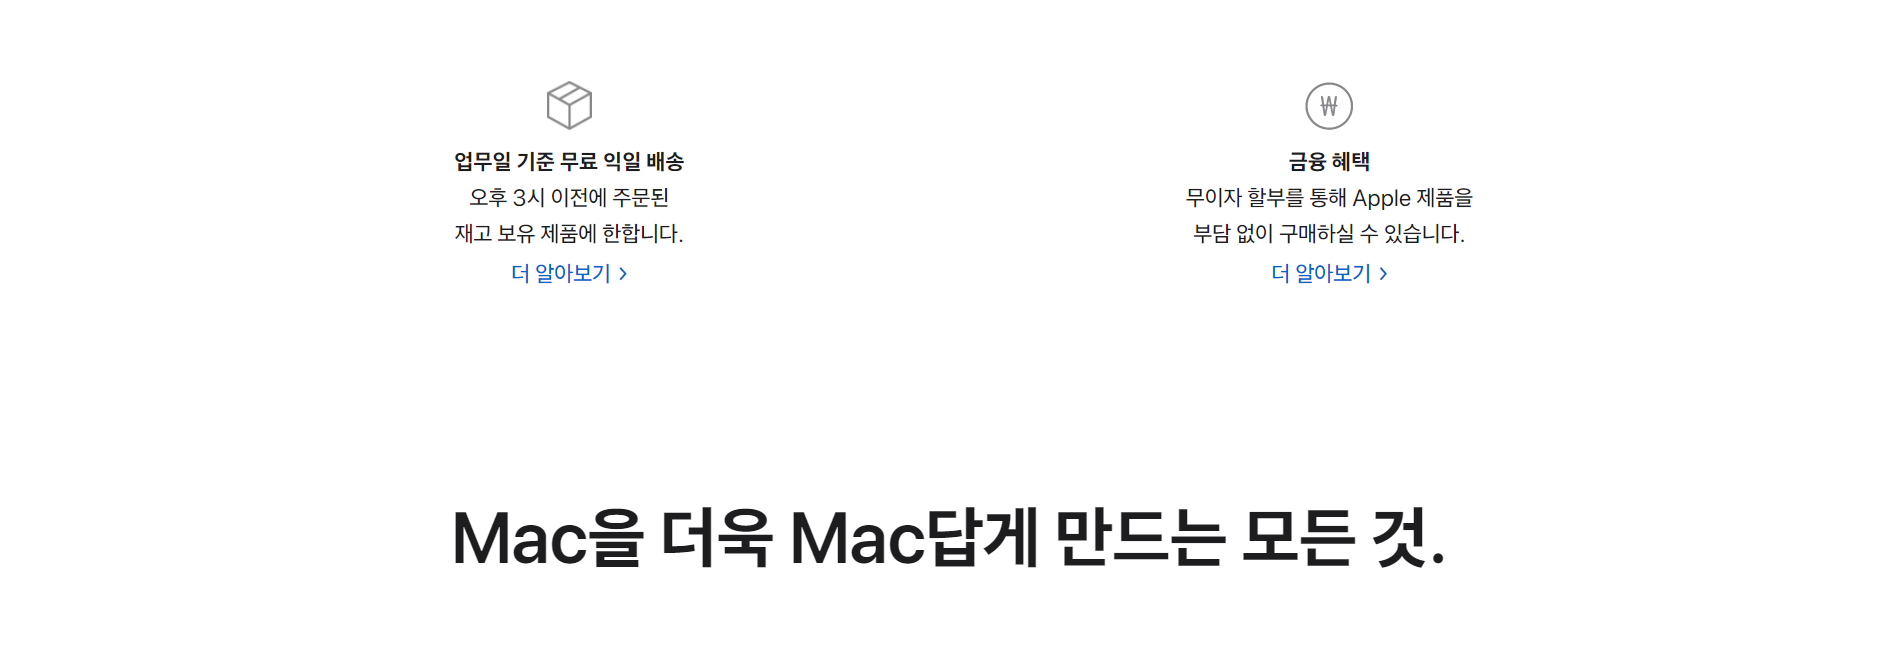 업무일 기준 무료 익일 배송
오후 3시 이전에 주문된
재고 보유 제품에 한합니다.
더 알아보기 >
₩
금융 혜택
무이자 할부를 통해 Apple 제품을
부담 없이 구매하실 수 있습니다.
더 알아보기 >
Mac을 더욱 Mac답게 만드는 모든 것.